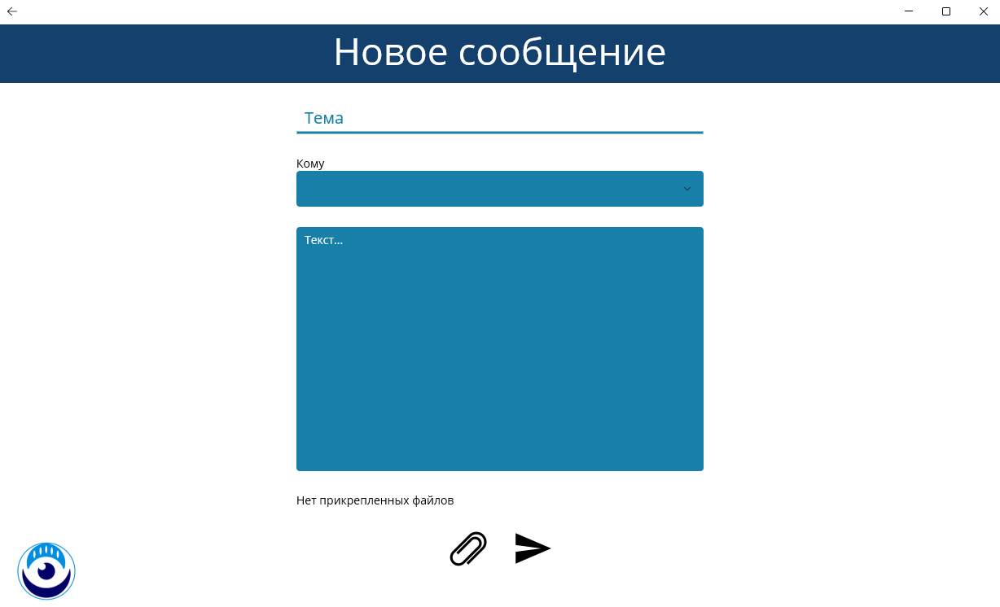 Новое сообщение
Тема
Кому
Текст...
Нет прикрепленных файлов